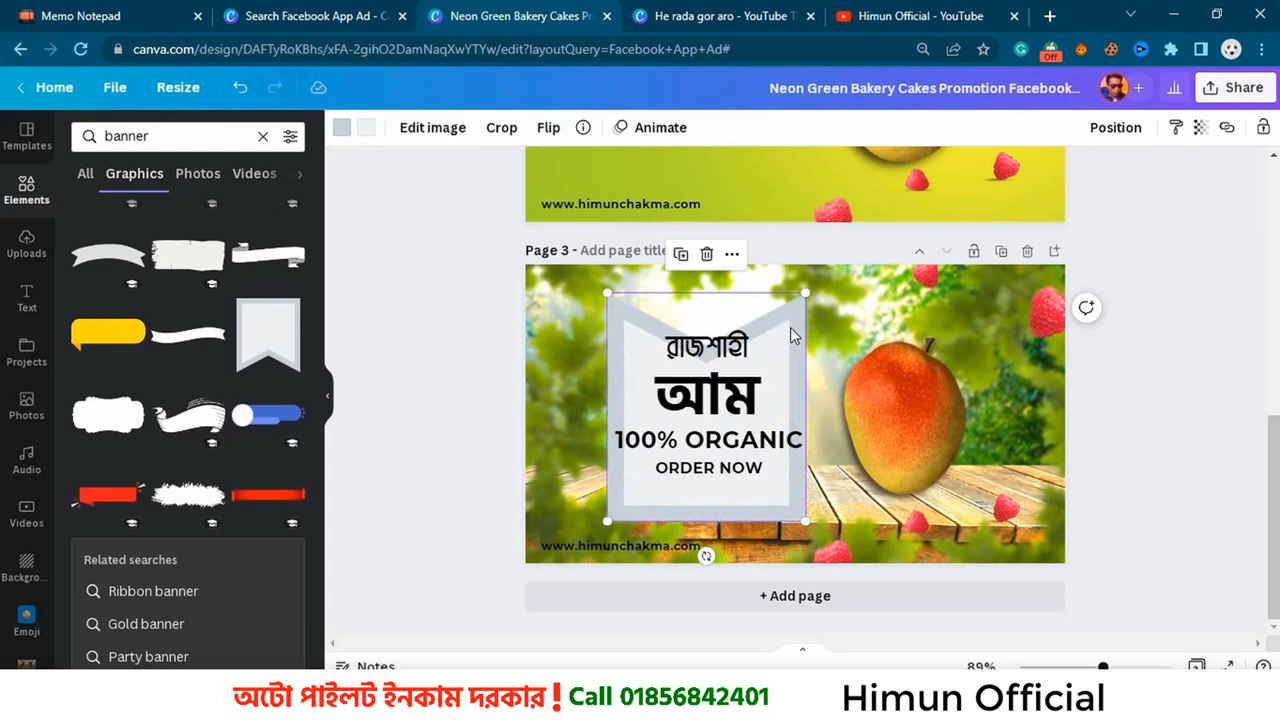 Memo Notepad
Search Facebook App Ad - C
Neon Green Bakery Cakes Pr
He rada gor aro - YouTube T
Himun Official - YouTube
canva.com/design/DAFTyRoKBhs/xFA-2gihO2DamNaqXwYTYw/edit?layoutQuery=Facebook+App+Ad#
Off
Home
File
Resize
Neon Green Bakery Cakes Promotion Facebook...
Share
Templates
banner
Edit image
Crop
Flip
Animate
Position
All
Graphics
Photos
Videos
Elements
Uploads
Text
Projects
Photos
Audio
Videos
Backgro...
Emoji
Related searches
Ribbon banner
Gold banner
Party banner
www.himunchakma.com
Page 3 - Add page title
রাজশাহী
আম
100% ORGANIC
ORDER NOW
www.himunchakma.com
+ Add page
Notes
89%
অটো পাইলট ইনকাম দরকার! Call 01856842401
Himun Official